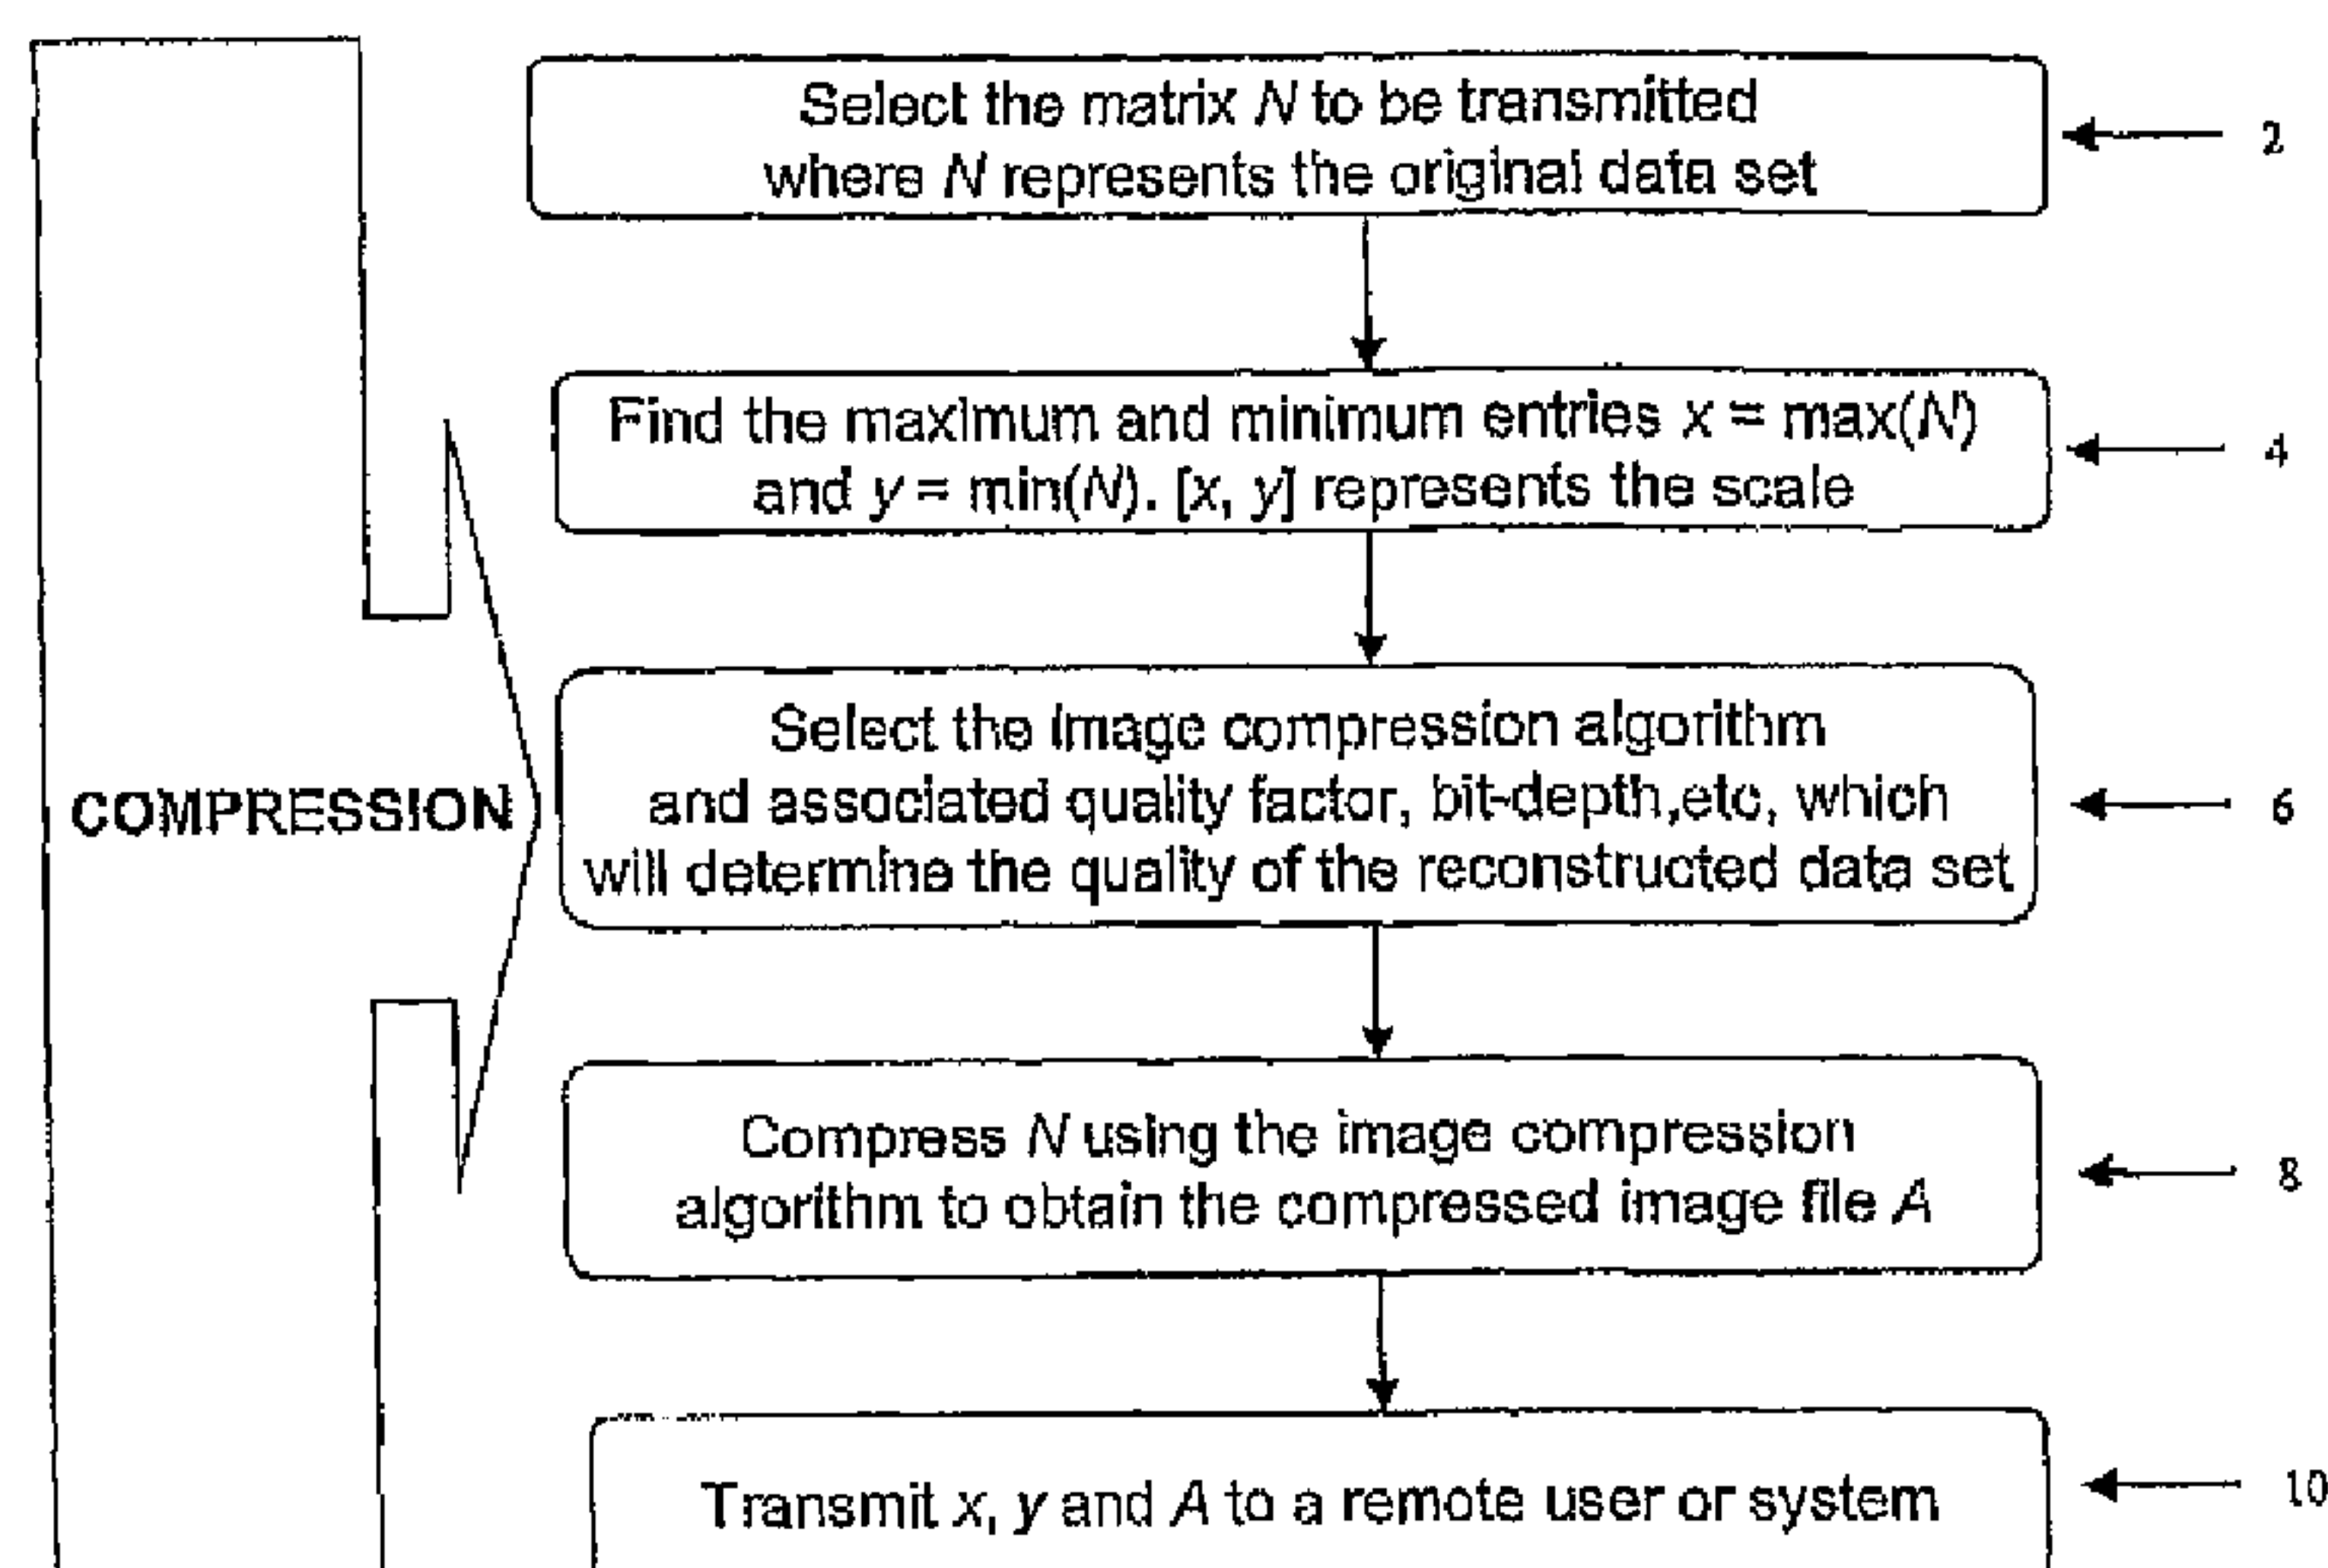 Select the matrix N to be transmitted
where N represents the original data set
2
Find the maximum and minimum entries x = max(N)
and y = min(N). [x, y] represents the scale
4
Select the image compression algorithm
and associated quality factor, bit-depth,etc, which
will determine the quality of the reconstructed data set
6
COMPRESSION
Compress N using the image compression
algorithm to obtain the compressed image file A
8
Transmit x, y and A to a remote user or system
10